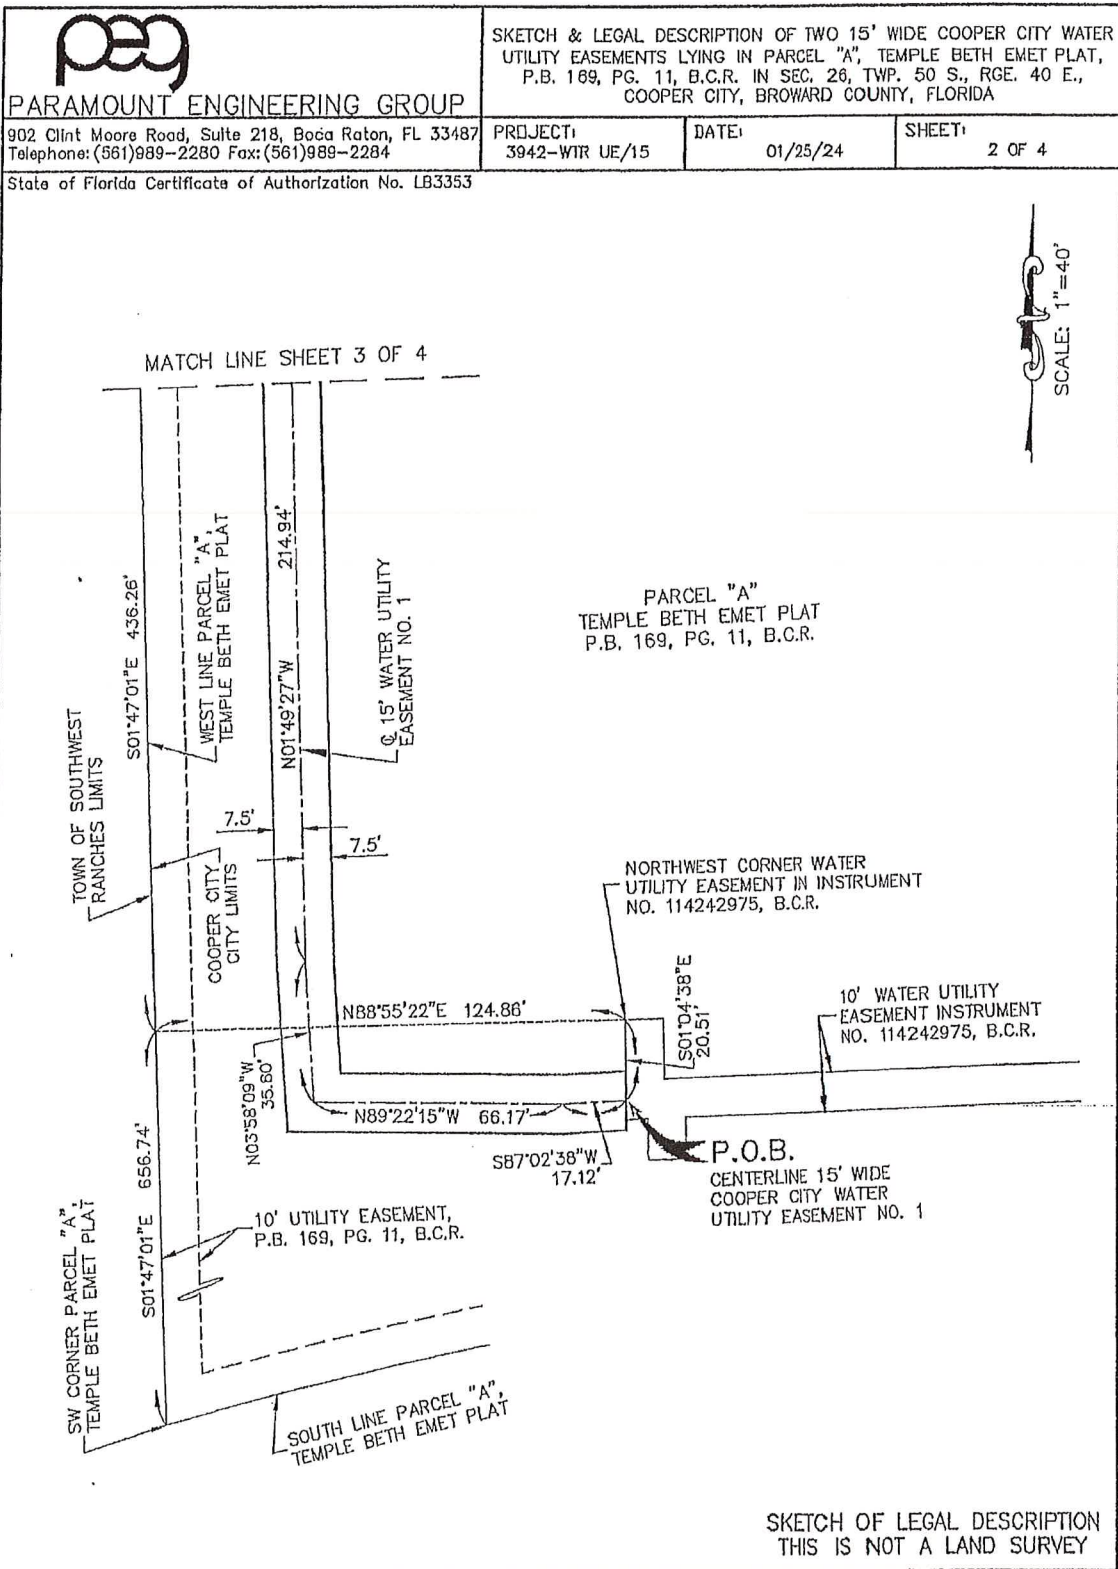 peg
PARAMOUNT ENGINEERING GROUP
902 Clint Moore Road, Suite 218, Boca Raton, FL 33487
Telephone:(561)989-2280 Fax:(561)989-2284
State of Florida Certificate of Authorization No. LB3353
SKETCH & LEGAL DESCRIPTION OF TWO 15' WIDE COOPER CITY WATER
UTILITY EASEMENTS LYING IN PARCEL "A", TEMPLE BETH EMET PLAT,
P.B. 169, PG. 11, B.C.R. IN SEC. 26, TWP. 50 S., RGE. 40 E.,
COOPER CITY, BROWARD COUNTY, FLORIDA
PROJECT:
3942-WTR UE/15
DATE:
01/25/24
SHEET:
2 OF 4
SCALE: 1"=40'
MATCH LINE SHEET 3 OF 4
S01°47'01"E 436.26'
WEST LINE PARCEL "A",
TEMPLE BETH EMET PLAT
N01°49'27"W 214.94'
℄ 15' WATER UTILITY
EASEMENT NO. 1
PARCEL "A"
TEMPLE BETH EMET PLAT
P.B. 169, PG. 11, B.C.R.
TOWN OF SOUTHWEST
RANCHES LIMITS
7.5'
7.5'
COOPER CITY
CITY LIMITS
NORTHWEST CORNER WATER
UTILITY EASEMENT IN INSTRUMENT
NO. 114242975, B.C.R.
N88°55'22"E 124.86'
S01°04'38"E
20.51'
10' WATER UTILITY
EASEMENT INSTRUMENT
NO. 114242975, B.C.R.
N03°58'09"W
35.60'
N89°22'15"W 66.17'
S87°02'38"W
17.12'
P.O.B.
CENTERLINE 15' WIDE
COOPER CITY WATER
UTILITY EASEMENT NO. 1
S01°47'01"E 656.74'
10' UTILITY EASEMENT,
P.B. 169, PG. 11, B.C.R.
SW CORNER PARCEL "A",
TEMPLE BETH EMET PLAT
SOUTH LINE PARCEL "A",
TEMPLE BETH EMET PLAT
SKETCH OF LEGAL DESCRIPTION
THIS IS NOT A LAND SURVEY